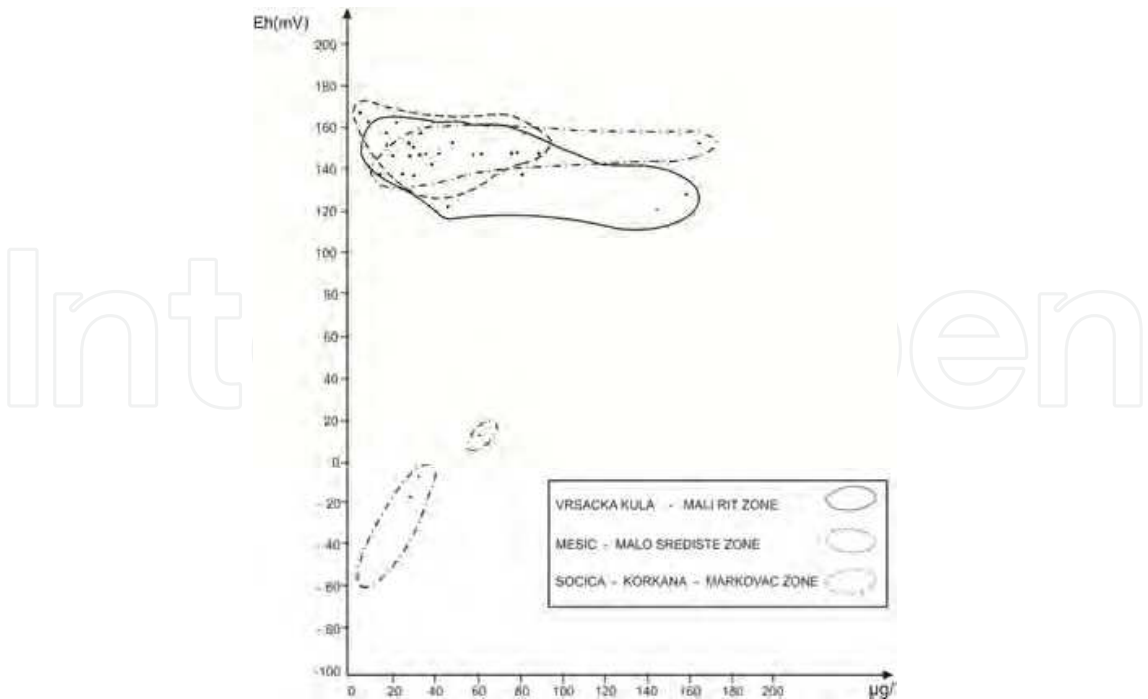 Eh(mV)
200
180
160
140
120
100
80
60
40
20
0
- 20
- 40
- 60
- 80
-100
0 20 40 60 80 100 120 140 160 180 200
µg/
VRSACKA KULA - MALI RIT ZONE
MESIC - MALO SREDISTE ZONE
SOCICA - KORKANA - MARKOVAC ZONE
Int en